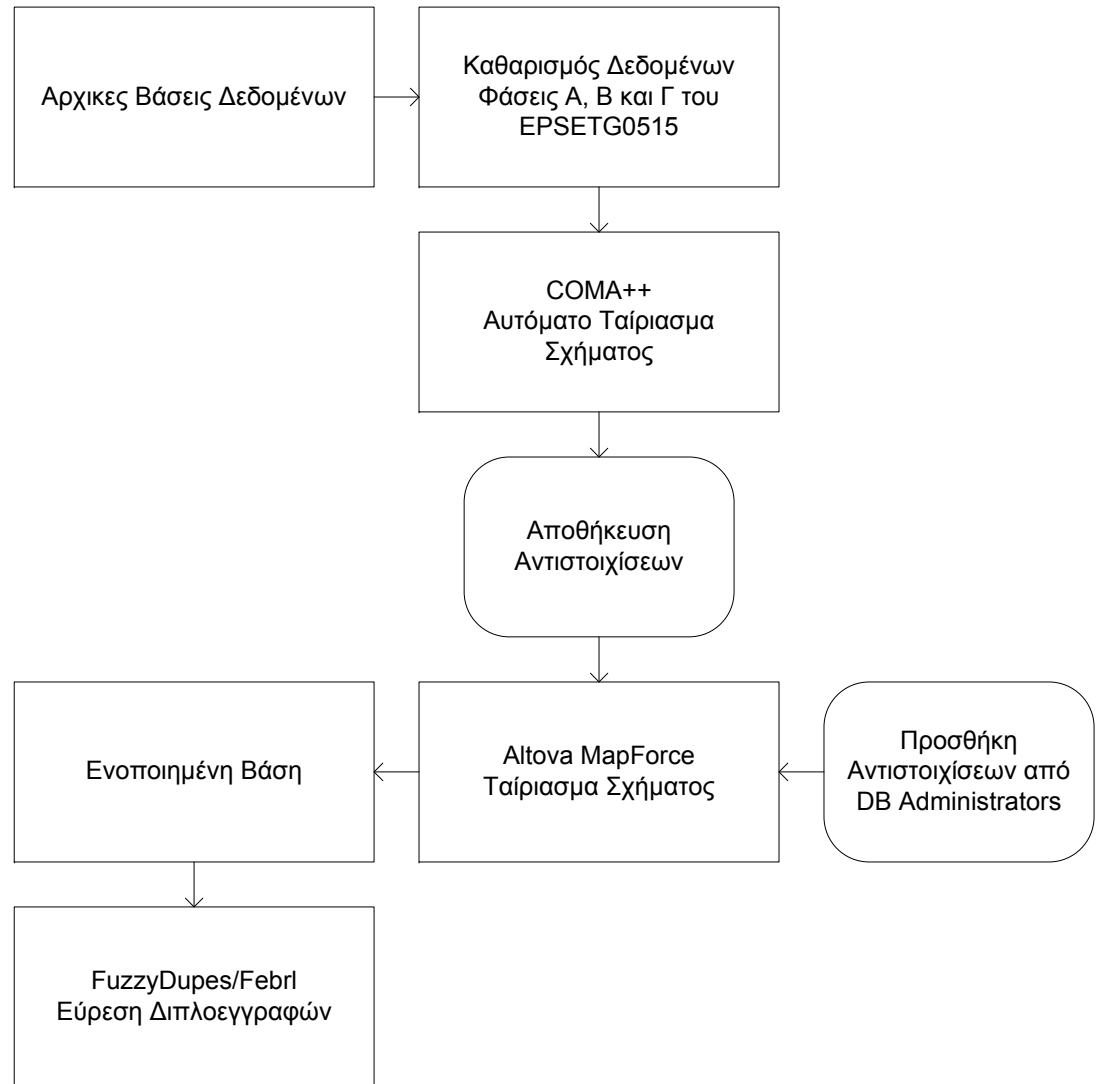 Αρχικες Βάσεις Δεδομένων
Καθαρισμός Δεδομένων
Φάσεις Α, Β και Γ του
EPSETG0515
COMA++
Αυτόματο Ταίριασμα
Σχήματος
Αποθήκευση
Αντιστοιχίσεων
Ενοποιημένη Βάση
Altova MapForce
Ταίριασμα Σχήματος
Προσθήκη
Αντιστοιχίσεων από
DB Administrators
FuzzyDupes/Febrl
Εύρεση Διπλοεγγραφών